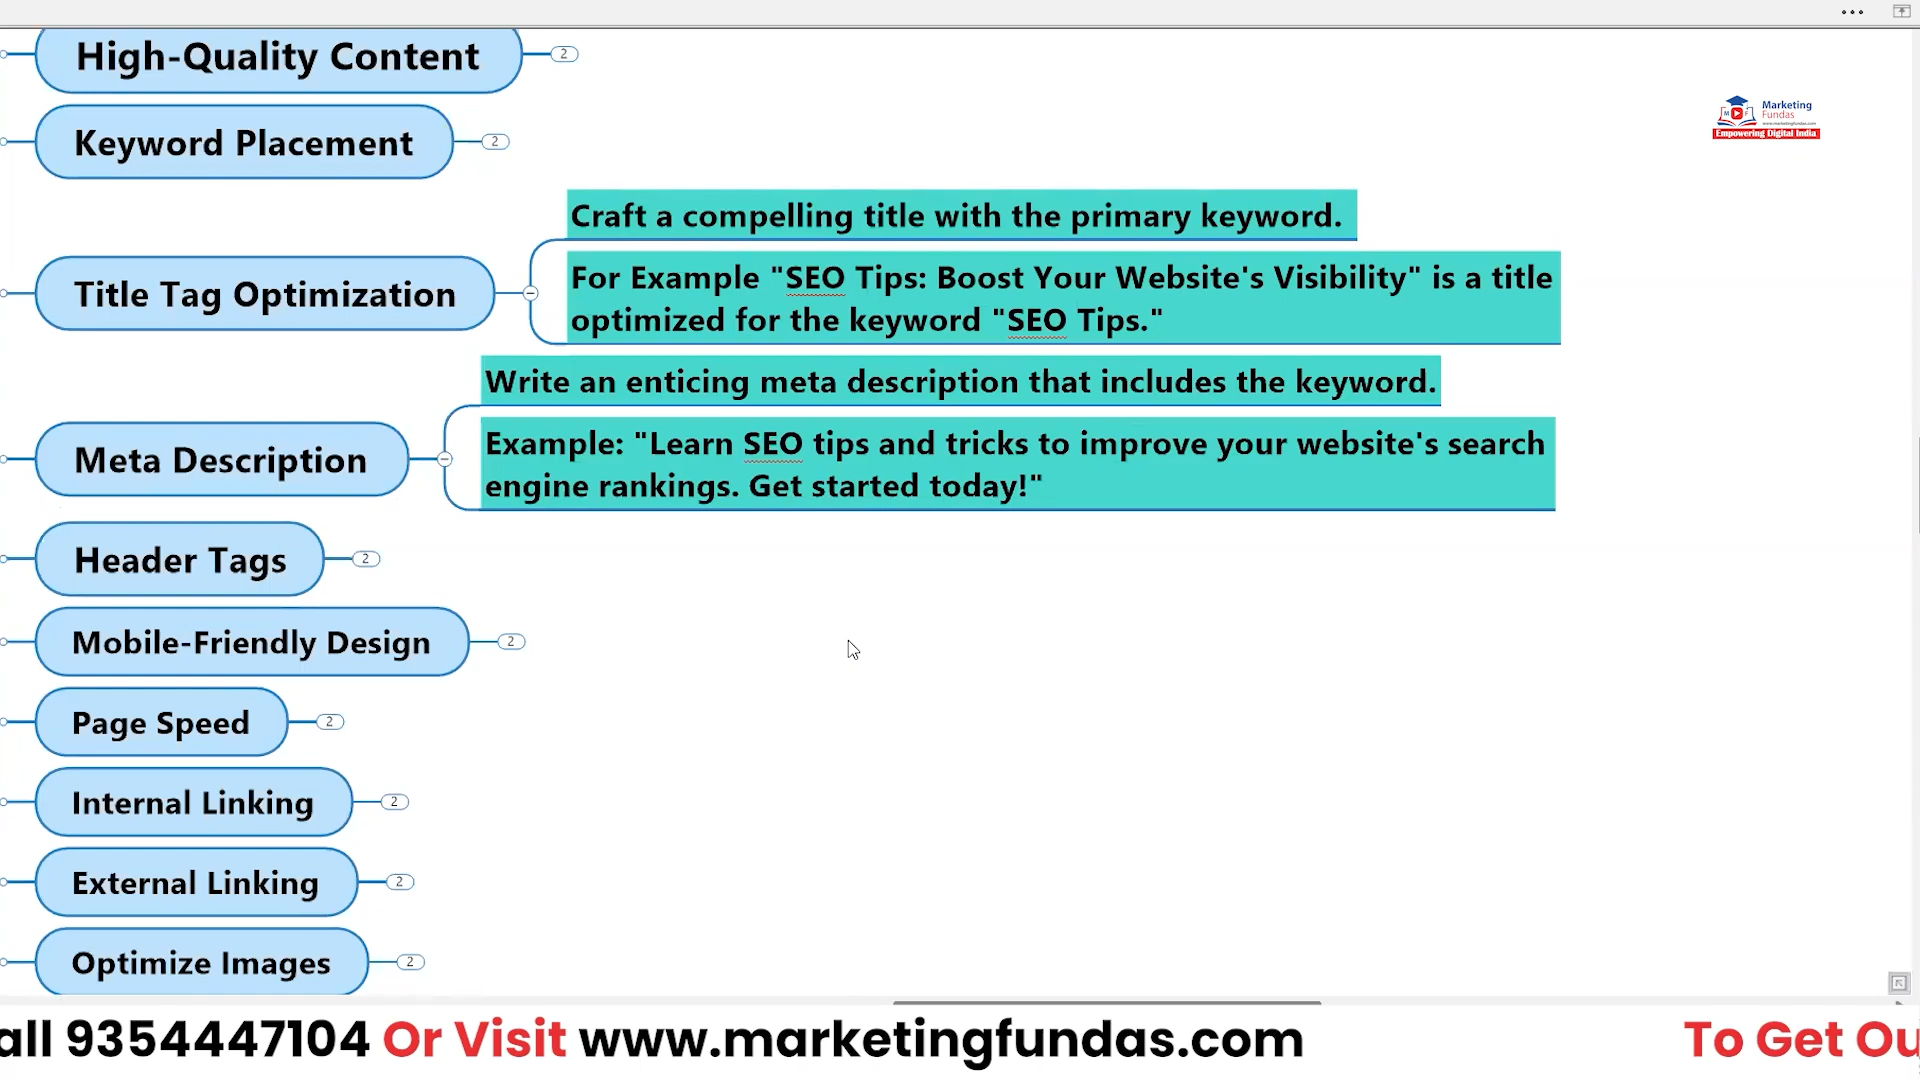 High-Quality Content
2
Marketing
Fundas
www.marketingfundas.com
Empowering Digital India
Keyword Placement
2
Craft a compelling title with the primary keyword.
Title Tag Optimization
For Example "SEO Tips: Boost Your Website's Visibility" is a title
optimized for the keyword "SEO Tips."
Write an enticing meta description that includes the keyword.
Meta Description
Example: "Learn SEO tips and tricks to improve your website's search
engine rankings. Get started today!"
Header Tags
2
Mobile-Friendly Design
2
Page Speed
2
Internal Linking
2
External Linking
2
Optimize Images
2
all 9354447104 Or Visit www.marketingfundas.com To Get Ou